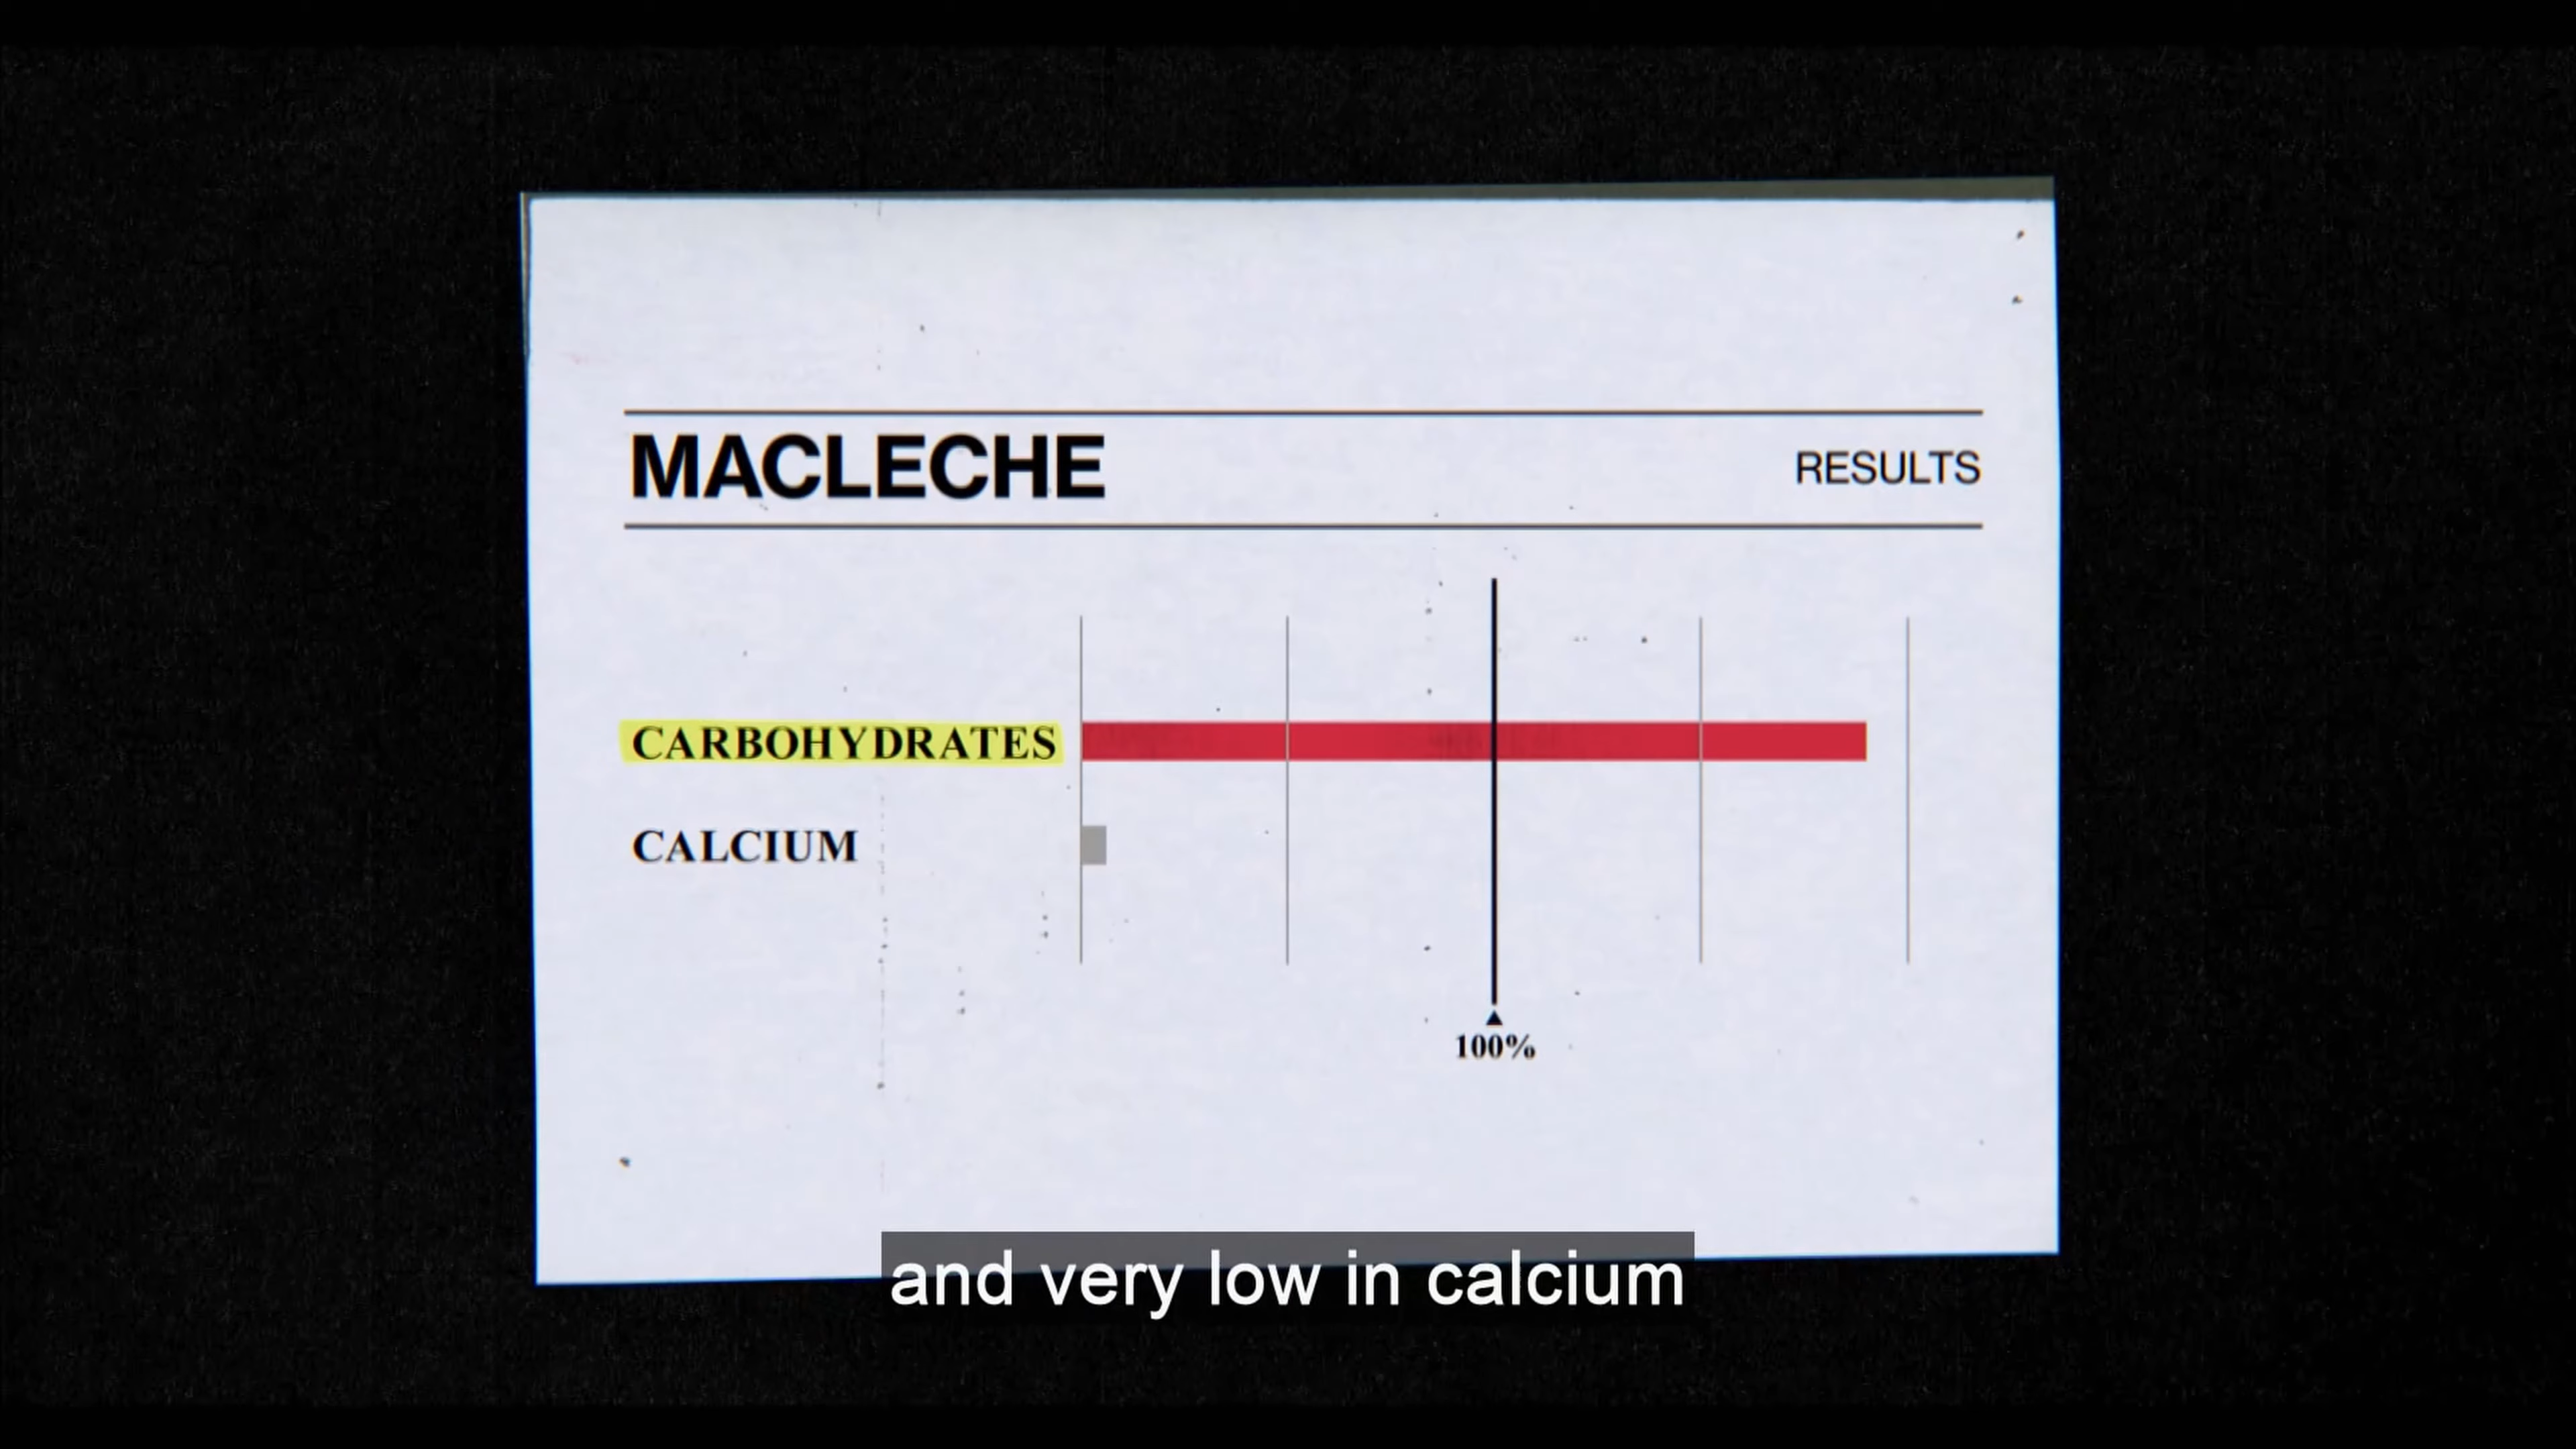 MACLECHE
RESULTS
CARBOHYDRATES
CALCIUM
100%
and very low in calcium